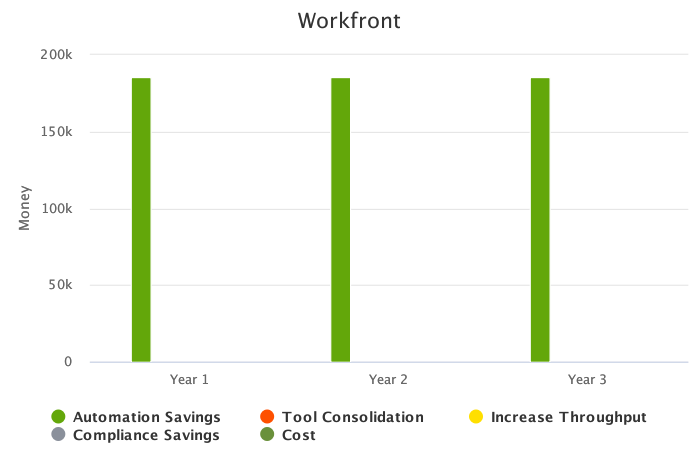 Workfront
200k
150k
100k
50k
0
Money
Year 1 Year 2 Year 3
Automation Savings Tool Consolidation Increase Throughput
Compliance Savings Cost